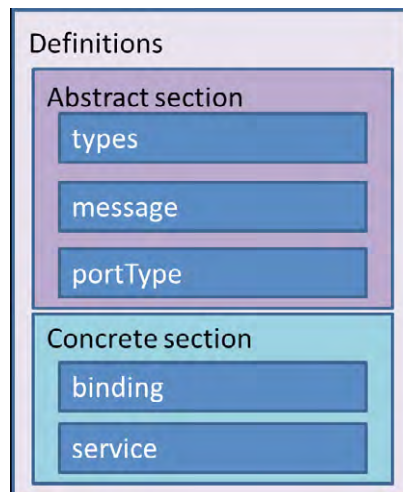 Definitions
Abstract section
types
message
portType
Concrete section
binding
service